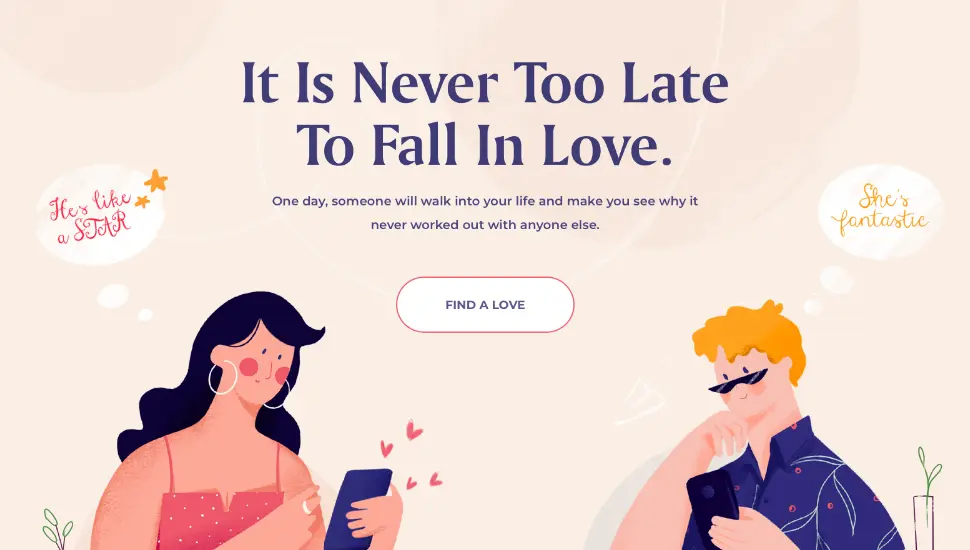 It Is Never Too Late
To Fall In Love.
He's like
a STAR
She's
fantastic
One day, someone will walk into your life and make you see why it
never worked out with anyone else.
FIND A LOVE